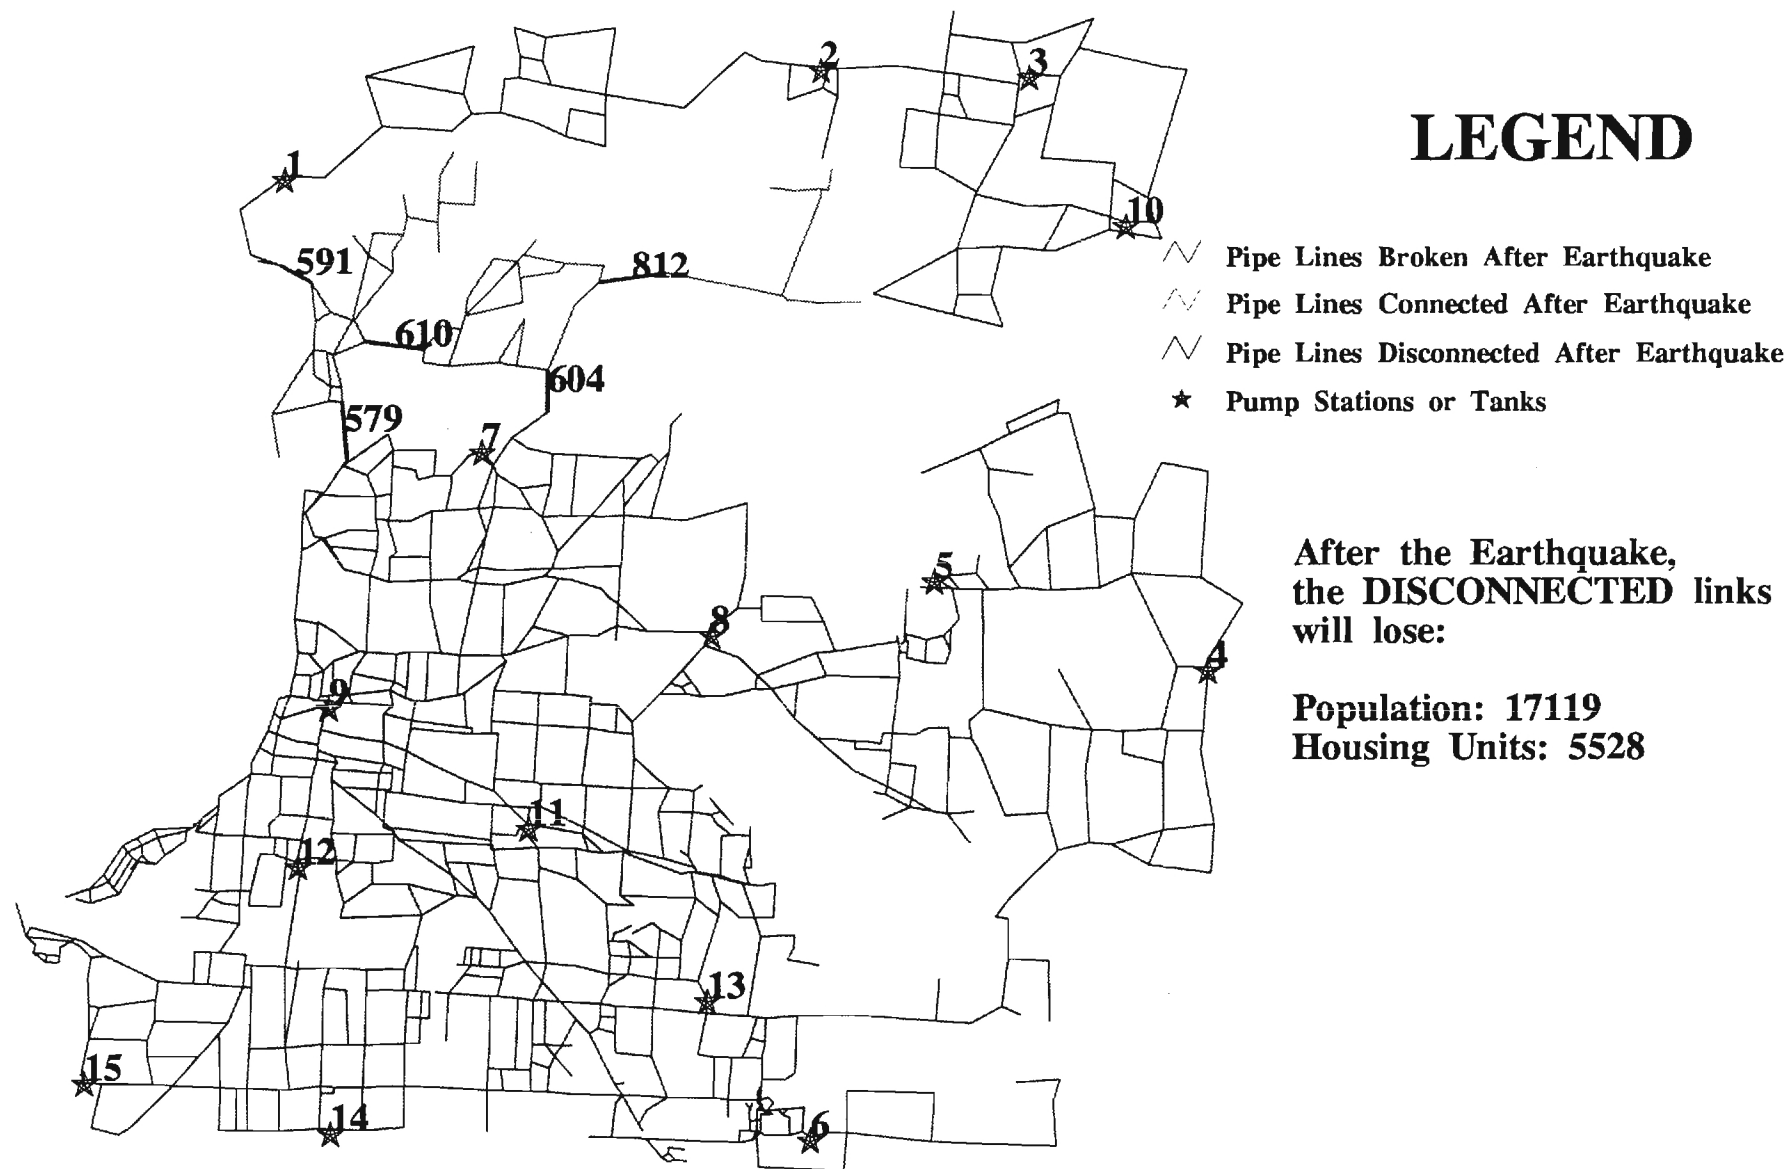 2
3
LEGEND
1
10
591
812
Pipe Lines Broken After Earthquake
Pipe Lines Connected After Earthquake
610
Pipe Lines Disconnected After Earthquake
604
Pump Stations or Tanks
579
7
5
After the Earthquake,
the DISCONNECTED links
will lose:
8
4
9
Population: 17119
Housing Units: 5528
11
12
13
15
14
6